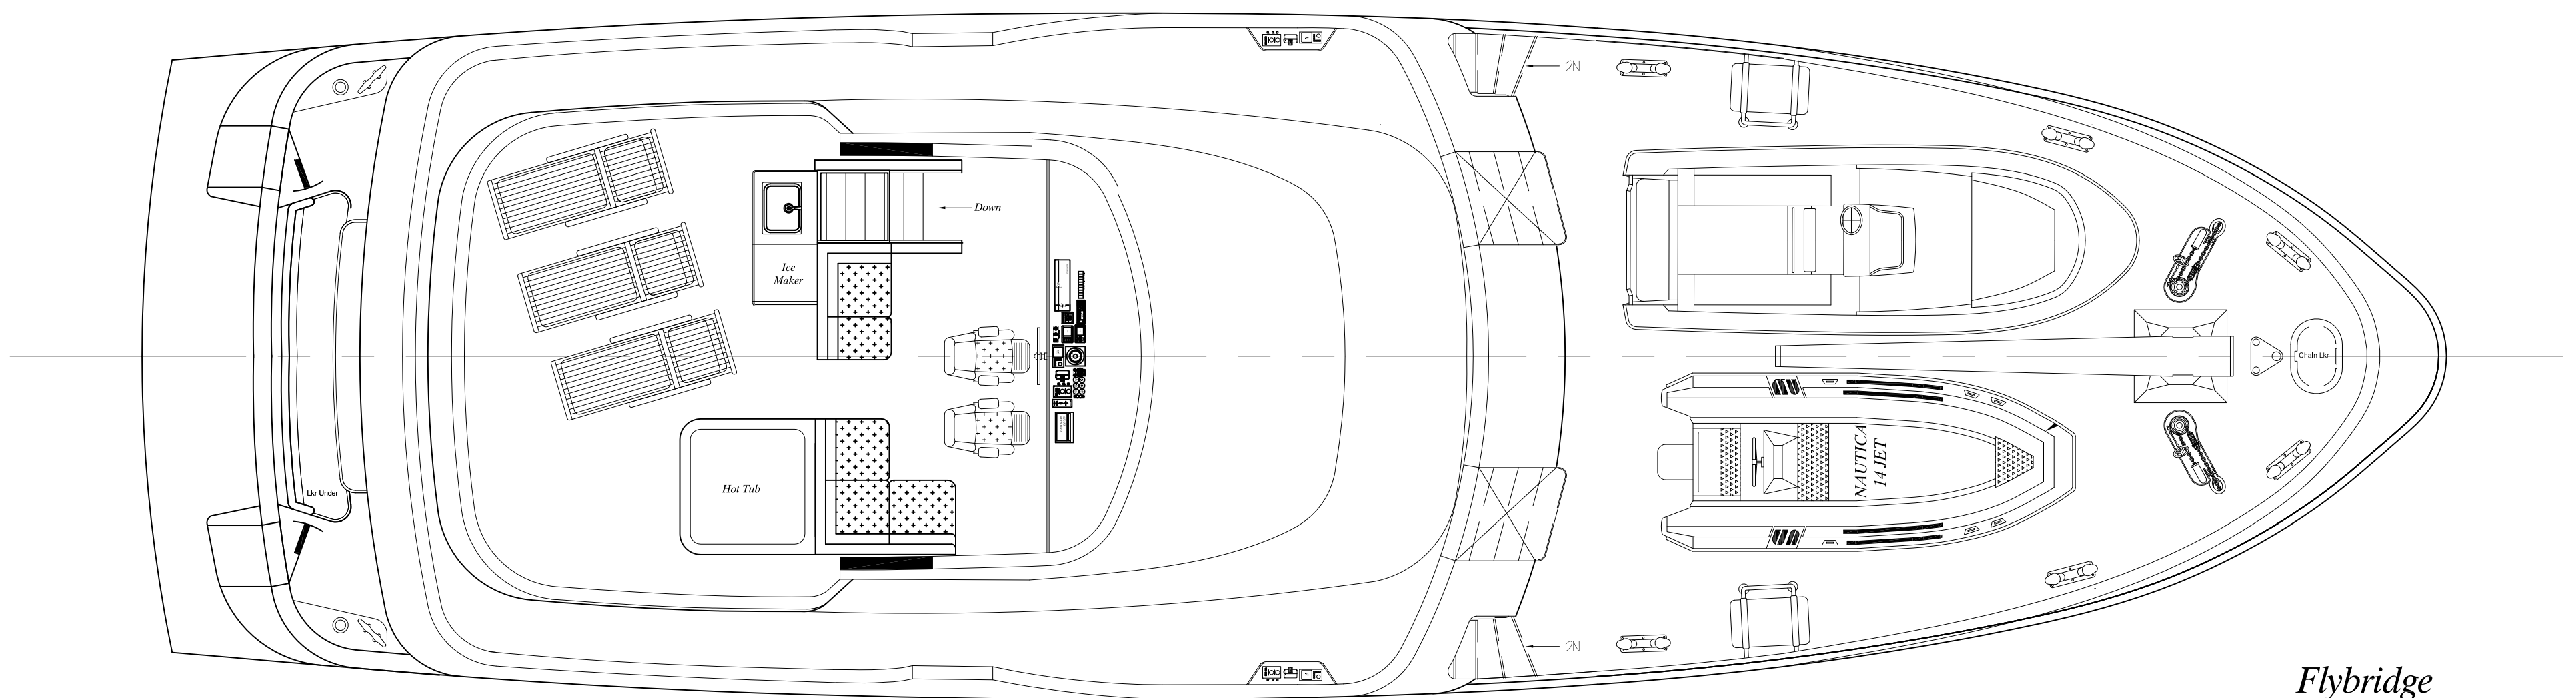 DN
Down
Ice
Maker
Chain Lkr
Hot Tub
Lkr Under
NAUTICA
14 JET
DN
Flybridge